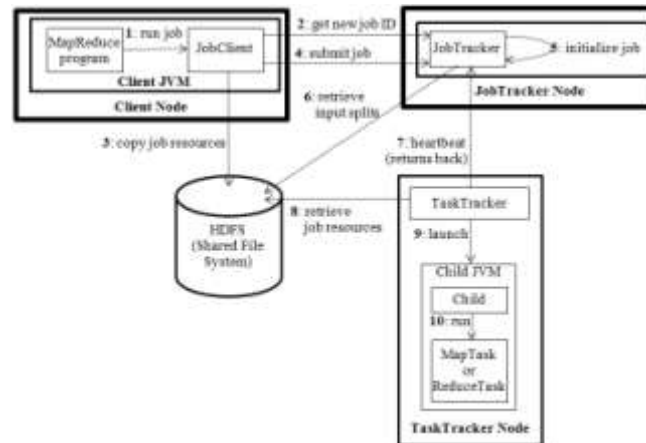 1: run job
2: get new job ID
MapReduce
program
JobClient
4: submit job
JobTracker
5: initialize job
Client JVM
Client Node
JobTracker Node
6: retrieve
input splits
3: copy job resources
7: heartbeat
(returns back)
HDFS
(Shared File
System)
8: retrieve
job resources
TaskTracker
9: launch
Child JVM
Child
10: run
MapTask
or
ReduceTask
TaskTracker Node